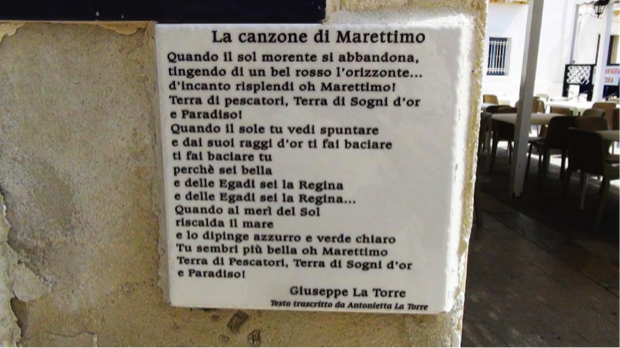 La canzone di Marettimo
Quando il sol morente si abbandona,
tingendo di un bel rosso l'orizzonte...
d'incanto risplendi oh Marettimo!
Terra di pescatori, Terra di Sogni d'or
e Paradiso!
Quando il sole tu vedi spuntare
e dai suoi raggi d'or ti fai baciare
ti fai baciare tu
perchè sei bella
e delle Egadi sei la Regina
e delle Egadi sei la Regina...
Quando al merì del Sol
riscalda il mare
e lo dipinge azzurro e verde chiaro
Tu sembri più bella oh Marettimo
Terra di Pescatori, Terra di Sogni d'or
e Paradiso!
Giuseppe La Torre
Testo trascritto da Antonietta La Torre